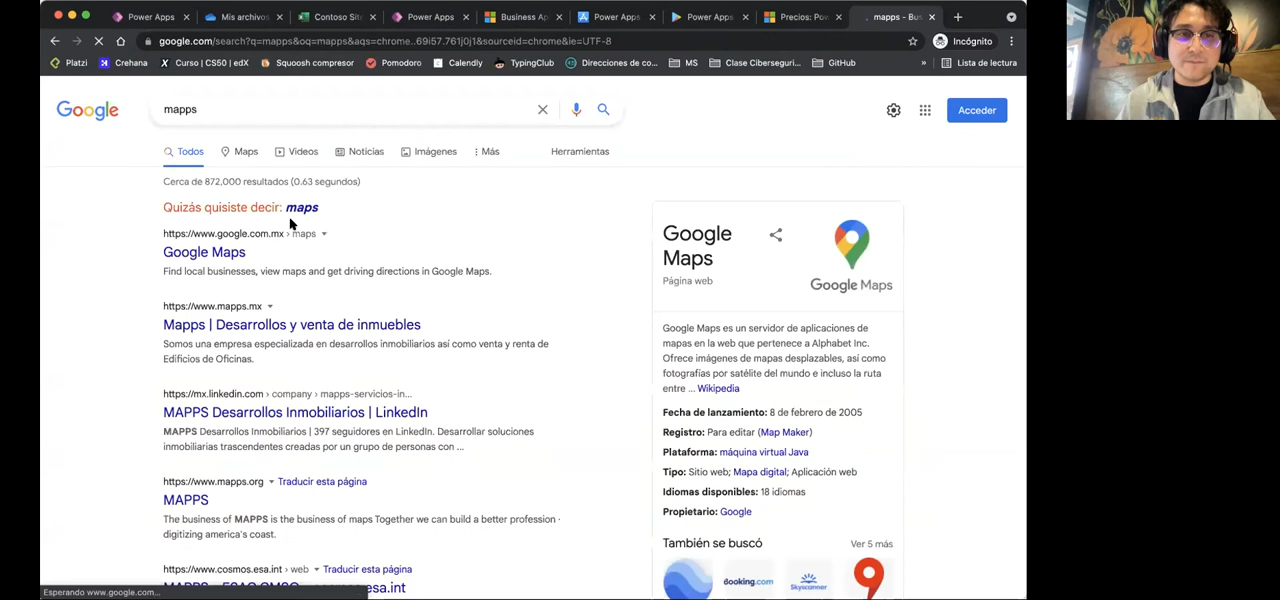 Power Apps
Mis archivos
Contoso Sit
Power Apps
Business Ap
Power Apps
Power Apps
Precios: Pow
mapps - Bus
google.com/search?q=mapps&oq=mapps&aqs=chrome..69i57.761j0j1&sourceid=chrome&ie=UTF-8
Incógnito
Platzi
Crehana
Curso | CS50 | edX
Squoosh compresor
Pomodoro
Calendly
TypingClub
Direcciones de co...
MS
Clase Ciberseguri...
GitHub
»
Lista de lectura
Google
mapps
Acceder
Todos
Maps
Videos
Noticias
Imágenes
Más
Herramientas
Cerca de 872,000 resultados (0.63 segundos)
Quizás quisiste decir: maps
https://www.google.com.mx › maps
Google Maps
Find local businesses, view maps and get driving directions in Google Maps.
https://www.mapps.mx
Mapps | Desarrollos y venta de inmuebles
Somos una empresa especializada en desarrollos inmobiliarios así como venta y renta de
Edificios de Oficinas.
https://mx.linkedin.com › company › mapps-servicios-in...
MAPPS Desarrollos Inmobiliarios | LinkedIn
MAPPS Desarrollos Inmobiliarios | 397 seguidores en LinkedIn. Desarrollar soluciones
inmobiliarias trascendentes creadas por un grupo de personas con ...
https://www.mapps.org
Traducir esta página
MAPPS
The business of MAPPS is the business of maps Together we can build a better profession ·
digitizing america's coast.
https://www.cosmos.esa.int › web
Traducir esta página
esa.int
Esperando www.google.com...
Google
Maps
Página web
Google Maps
Google Maps es un servidor de aplicaciones de
mapas en la web que pertenece a Alphabet Inc.
Ofrece imágenes de mapas desplazables, así como
fotografías por satélite del mundo e incluso la ruta
entre ... Wikipedia
Fecha de lanzamiento: 8 de febrero de 2005
Registro: Para editar (Map Maker)
Plataforma: máquina virtual Java
Tipo: Sitio web; Mapa digital; Aplicación web
Idiomas disponibles: 18 idiomas
Propietario: Google
También se buscó
Ver 5 más
Booking.com
Skyscanner